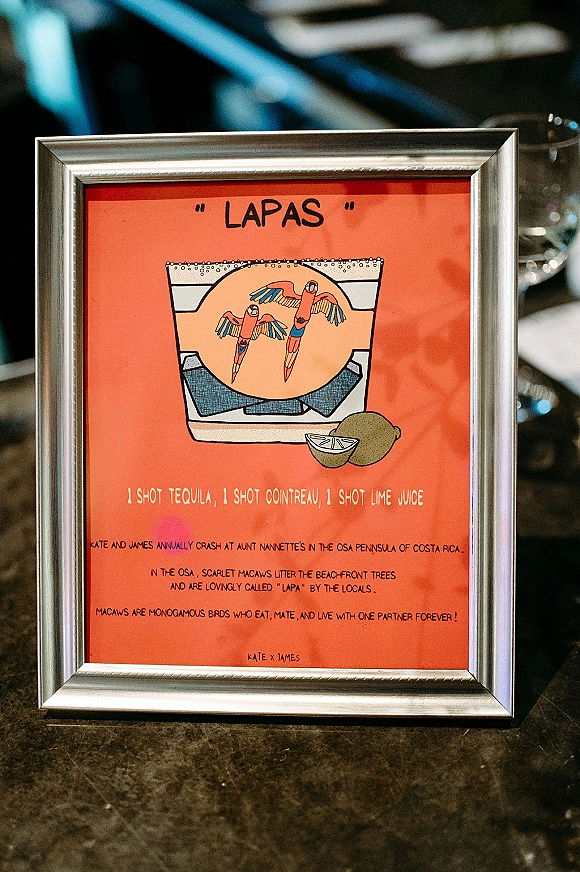 " LAPAS "
1 SHOT TEQUILA, 1 SHOT COINTREAU, 1 SHOT LIME JUICE
KATE AND JAMES ANNUALLY CRASH AT AUNT NANNETTE'S IN THE OSA PENINSULA OF COSTA RICA.
IN THE OSA, SCARLET MACAWS LITTER THE BEACHFRONT TREES
AND ARE LOVINGLY CALLED "LAPA" BY THE LOCALS.
MACAWS ARE MONOGAMOUS BIRDS WHO EAT, MATE, AND LIVE WITH ONE PARTNER FOREVER!
KATE X JAMES